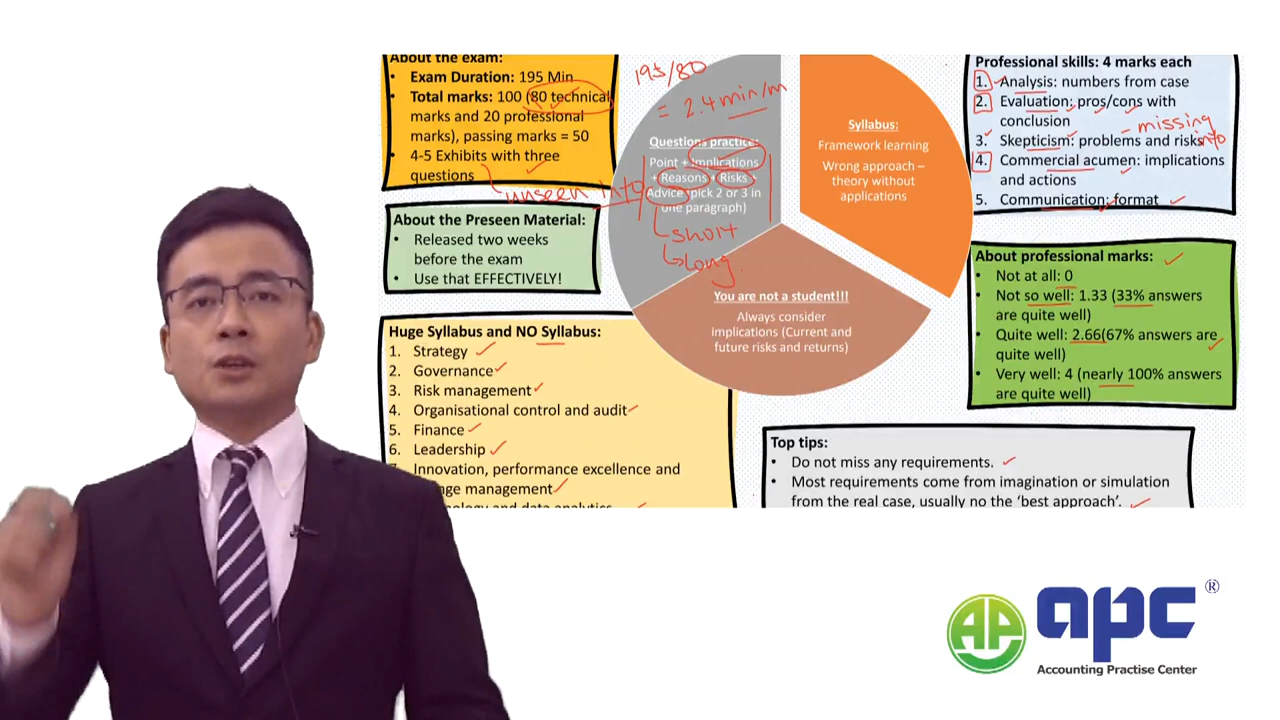 About the exam:
• Exam Duration: 195 Min
• Total marks: 100 (80 technical
marks and 20 professional
marks), passing marks = 50
• 4-5 Exhibits with three
questions
unseen info
About the Preseen Material:
• Released two weeks
before the exam
• Use that EFFECTIVELY!
Huge Syllabus and NO Syllabus:
1. Strategy
2. Governance
3. Risk management
4. Organisational control and audit
5. Finance
6. Leadership
7. Innovation, performance excellence and
management
and data analytics
195/80
= 2.4 min/m
Questions practice:
Point + Implications
+ Reasons + Risks +
Advice (pick 2 or 3 in
one paragraph)
short
long
Syllabus:
Framework learning
Wrong approach –
theory without
applications
You are not a student!!!
Always consider
implications (Current and
future risks and returns)
Professional skills: 4 marks each
1. Analysis: numbers from case
2. Evaluation: pros/cons with
conclusion
missing
info
3. Skepticism: problems and risks
4. Commercial acumen: implications
and actions
5. Communication: format
About professional marks:
• Not at all: 0
• Not so well: 1.33 (33% answers
are quite well)
• Quite well: 2.66(67% answers are
quite well)
• Very well: 4 (nearly 100% answers
are quite well)
Top tips:
• Do not miss any requirements.
• Most requirements come from imagination or simulation
from the real case, usually no the ‘best approach’.
AP
apc®
Accounting Practise Center